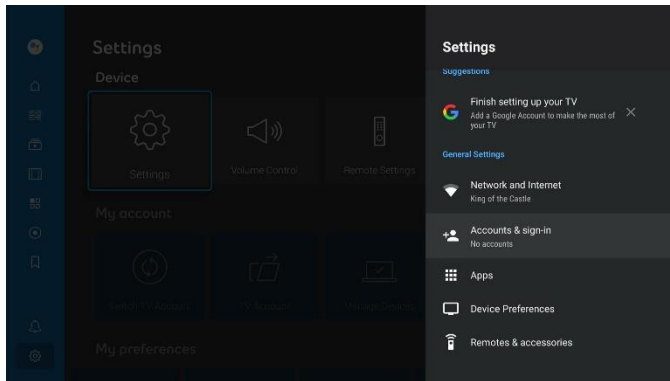 Settings
Device
Settings
Volume Control
Remote Settings
My account
Manage Devices
My preferences
Settings
Suggestions
Finish setting up your TV
Add a Google Account to make the most of
your TV
General Settings
Network and Internet
King of the Castle
Accounts & sign-in
No accounts
Apps
Device Preferences
Remotes & accessories